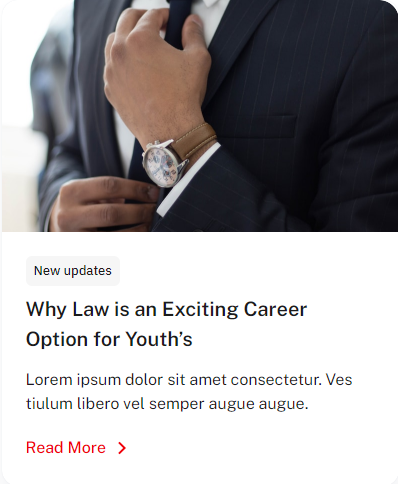 New updates
Why Law is an Exciting Career
Option for Youth’s
Lorem ipsum dolor sit amet consectetur. Ves
tiulum libero vel semper augue augue.
Read More